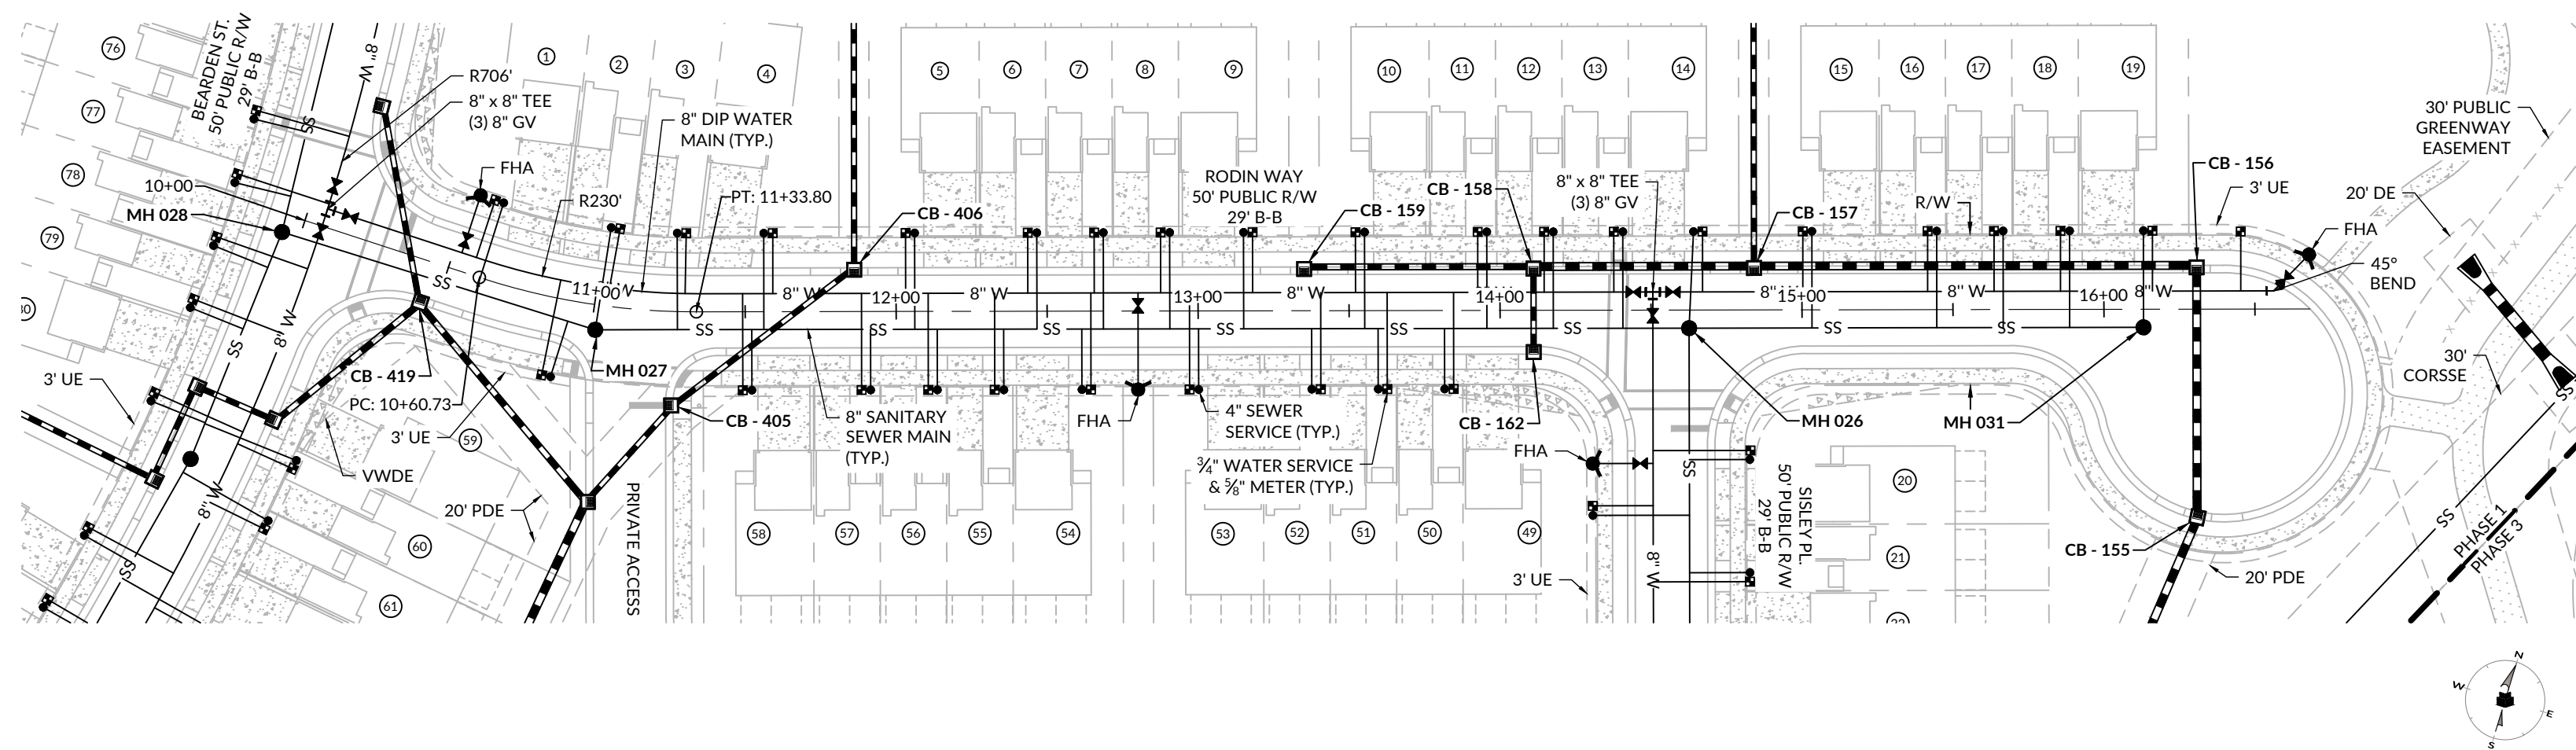 76
77
78
79
80
BEARDEN ST.
50' PUBLIC R/W
29' B-B
8" W
SS
R706'
8" x 8" TEE
(3) 8" GV
FHA
10+00
MH 028
1
2
3
4
8" DIP WATER
MAIN (TYP.)
R230'
PT: 11+33.80
CB - 406
5
6
7
8
9
RODIN WAY
50' PUBLIC R/W
29' B-B
CB - 159
CB - 158
10
11
12
13
14
8" x 8" TEE
(3) 8" GV
CB - 157
15
16
17
18
19
R/W
CB - 156
3' UE
30' PUBLIC
GREENWAY
EASEMENT
20' DE
FHA
45°
BEND
SS
11+00
W
8" W
12+00
8" W
13+00
8" W
14+00
8"
15+00
8" W
16+00
8" W
SS
SS
SS
SS
SS
SS
SS
SS
8" W
3' UE
CB - 419
PC: 10+60.73
3' UE
59
VWDE
MH 027
CB - 405
8" SANITARY
SEWER MAIN
(TYP.)
FHA
4" SEWER
SERVICE (TYP.)
3/4" WATER SERVICE
& 5/8" METER (TYP.)
CB - 162
FHA
MH 026
MH 031
30'
CORSSE
SS
8" W
SS
20' PDE
60
61
PRIVATE ACCESS
58
57
56
55
54
53
52
51
50
49
3' UE
8" W
SS
SISLEY PL.
50' PUBLIC R/W
29' B-B
20
21
22
CB - 155
20' PDE
SS
PHASE 1
PHASE 3
N
W
E
S